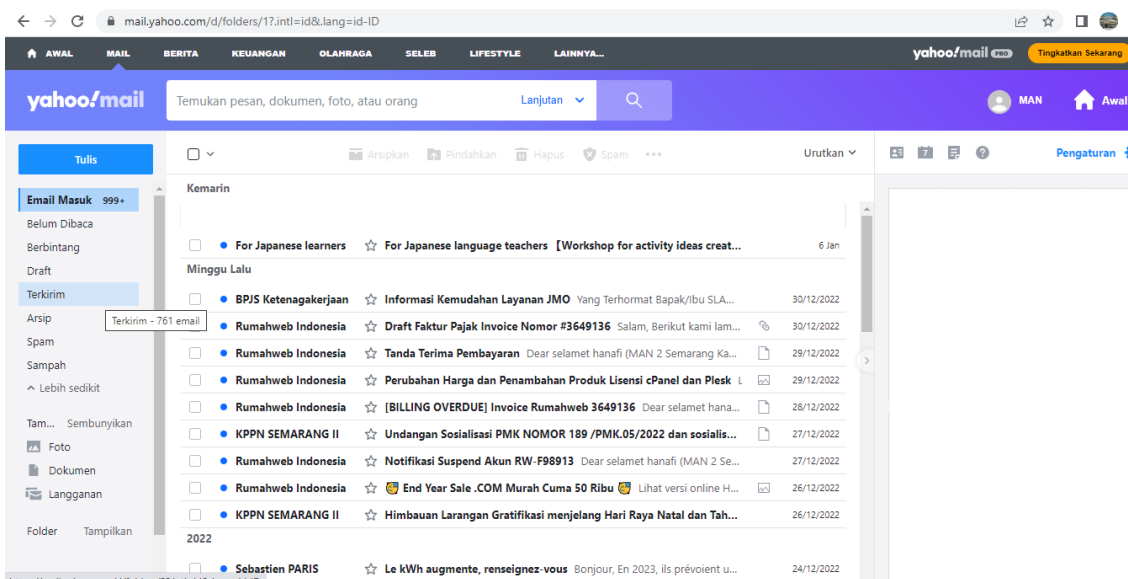 mail.yahoo.com/d/folders/1?.intl=id&.lang=id-ID
AWAL MAIL BERITA KEUANGAN OLAHRAGA SELEB LIFESTYLE LAINNYA... yahoo!mail PRO Tingkatkan Sekarang
yahoo!mail Temukan pesan, dokumen, foto, atau orang Lanjutan MAN Awal
Tulis Arsipkan Pindahkan Hapus Spam ••• Urutkan 7 Pengaturan
Kemarin
Email Masuk 999+
Belum Dibaca
Berbintang For Japanese learners For Japanese language teachers【Workshop for activity ideas creat... 6 Jan
Draft Minggu Lalu
Terkirim BPJS Ketenagakerjaan Informasi Kemudahan Layanan JMO Yang Terhormat Bapak/Ibu SLA... 30/12/2022
Arsip Terkirim - 761 email Rumahweb Indonesia Draft Faktur Pajak Invoice Nomor #3649136 Salam, Berikut kami lam... 30/12/2022
Spam Rumahweb Indonesia Tanda Terima Pembayaran Dear selamet hanafi (MAN 2 Semarang Ka... 29/12/2022
Sampah Rumahweb Indonesia Perubahan Harga dan Penambahan Produk Lisensi cPanel dan Plesk L 29/12/2022
Lebih sedikit Rumahweb Indonesia [BILLING OVERDUE] Invoice Rumahweb 3649136 Dear selamet hana... 28/12/2022
Tam... Sembunyikan KPPN SEMARANG II Undangan Sosialisasi PMK NOMOR 189 /PMK.05/2022 dan sosialis... 27/12/2022
Foto Rumahweb Indonesia Notifikasi Suspend Akun RW-F98913 Dear selamet hanafi (MAN 2 Se... 27/12/2022
Dokumen
Langganan Rumahweb Indonesia End Year Sale .COM Murah Cuma 50 Ribu Lihat versi online H... 26/12/2022
KPPN SEMARANG II Himbauan Larangan Gratifikasi menjelang Hari Raya Natal dan Tah... 26/12/2022
Folder Tampilkan 2022
Sebastien PARIS Le kWh augmente, renseignez-vous Bonjour, En 2023, ils prévoient u... 24/12/2022